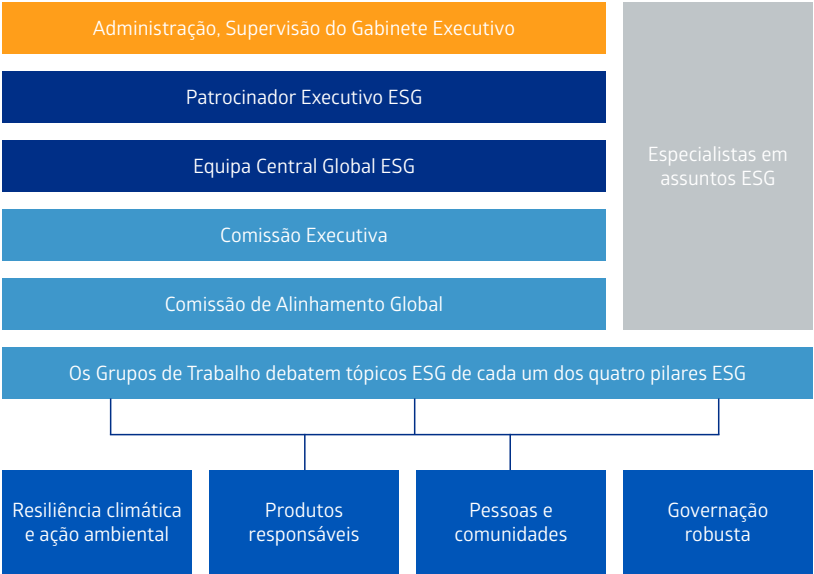 Administração, Supervisão do Gabinete Executivo
Patrocinador Executivo ESG
Equipa Central Global ESG
Comissão Executiva
Comissão de Alinhamento Global
Especialistas em
assuntos ESG
Os Grupos de Trabalho debatem tópicos ESG de cada um dos quatro pilares ESG
Resiliência climática
e ação ambiental
Produtos
responsáveis
Pessoas e
comunidades
Governação
robusta